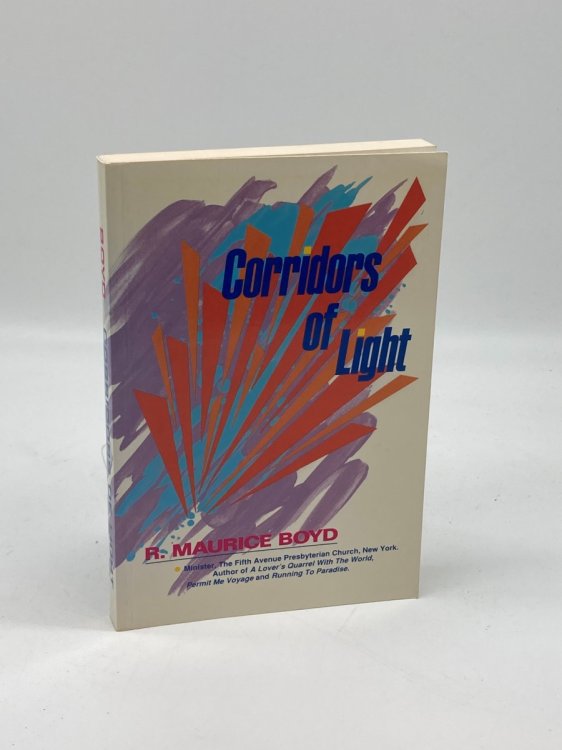 Corridors
of
Light
R. MAURICE BOYD
Minister, The Fifth Avenue Presbyterian Church, New York.
Author of A Lover's Quarrel With The World,
Permit Me Voyage and Running To Paradise.
BOYD